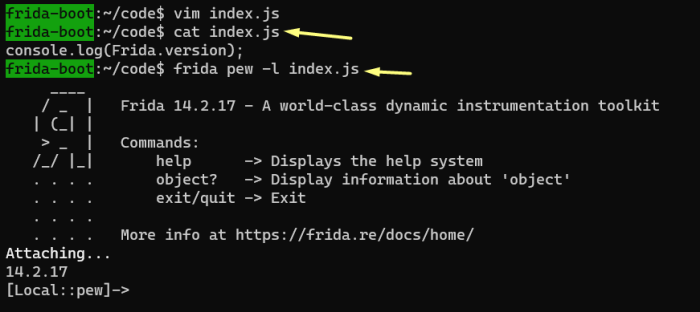 frida-boot:~/code$ vim index.js
frida-boot:~/code$ cat index.js
console.log(Frida.version);
frida-boot:~/code$ frida pew -l index.js
     ____
    / _  |   Frida 14.2.17 - A world-class dynamic instrumentation toolkit
   | (_| |
    > _  |   Commands:
   /_/ |_|       help      -> Displays the help system
   . . . .       object?   -> Display information about 'object'
   . . . .       exit/quit -> Exit
   . . . .
   . . . .   More info at https://frida.re/docs/home/
Attaching...
14.2.17
[Local::pew]->